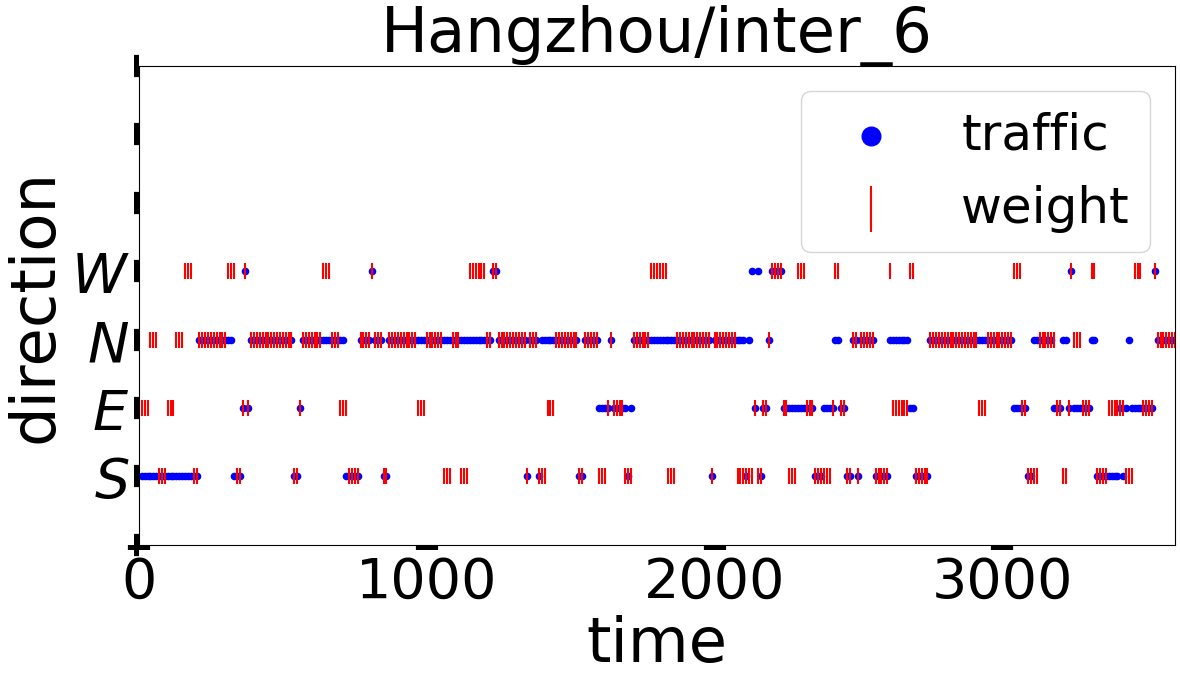 Hangzhou/inter_6
traffic
weight
direction
W
N
E
S
0 1000 2000 3000
time